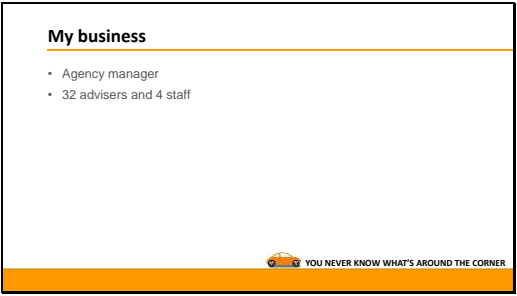 My business
• Agency manager
• 32 advisers and 4 staff
YOU NEVER KNOW WHAT'S AROUND THE CORNER